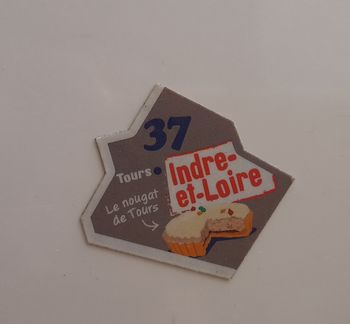 37
Tours
Indre-
et-Loire
Le nougat
de Tours